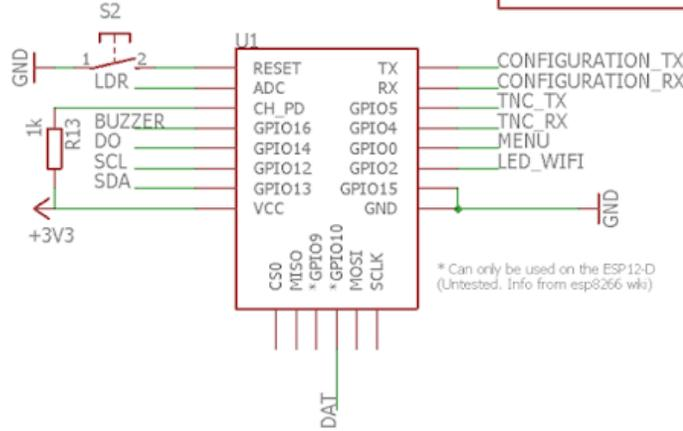 S2
U1
GND
1
2
LDR
1k
R13
BUZZER
DO
SCL
SDA
+3V3
RESET
ADC
CH_PD
GPIO16
GPIO14
GPIO12
GPIO13
VCC
TX
RX
GPIO5
GPIO4
GPIO0
GPIO2
GPIO15
GND
CONFIGURATION_TX
CONFIGURATION_RX
TNC_TX
TNC_RX
MENU
LED_WIFI
GND
CS0
MISO
*GPIO9
*GPIO10
MOSI
SCLK
* Can only be used on the ESP12-D
(Untested. Info from esp8266 wiki)
DAT